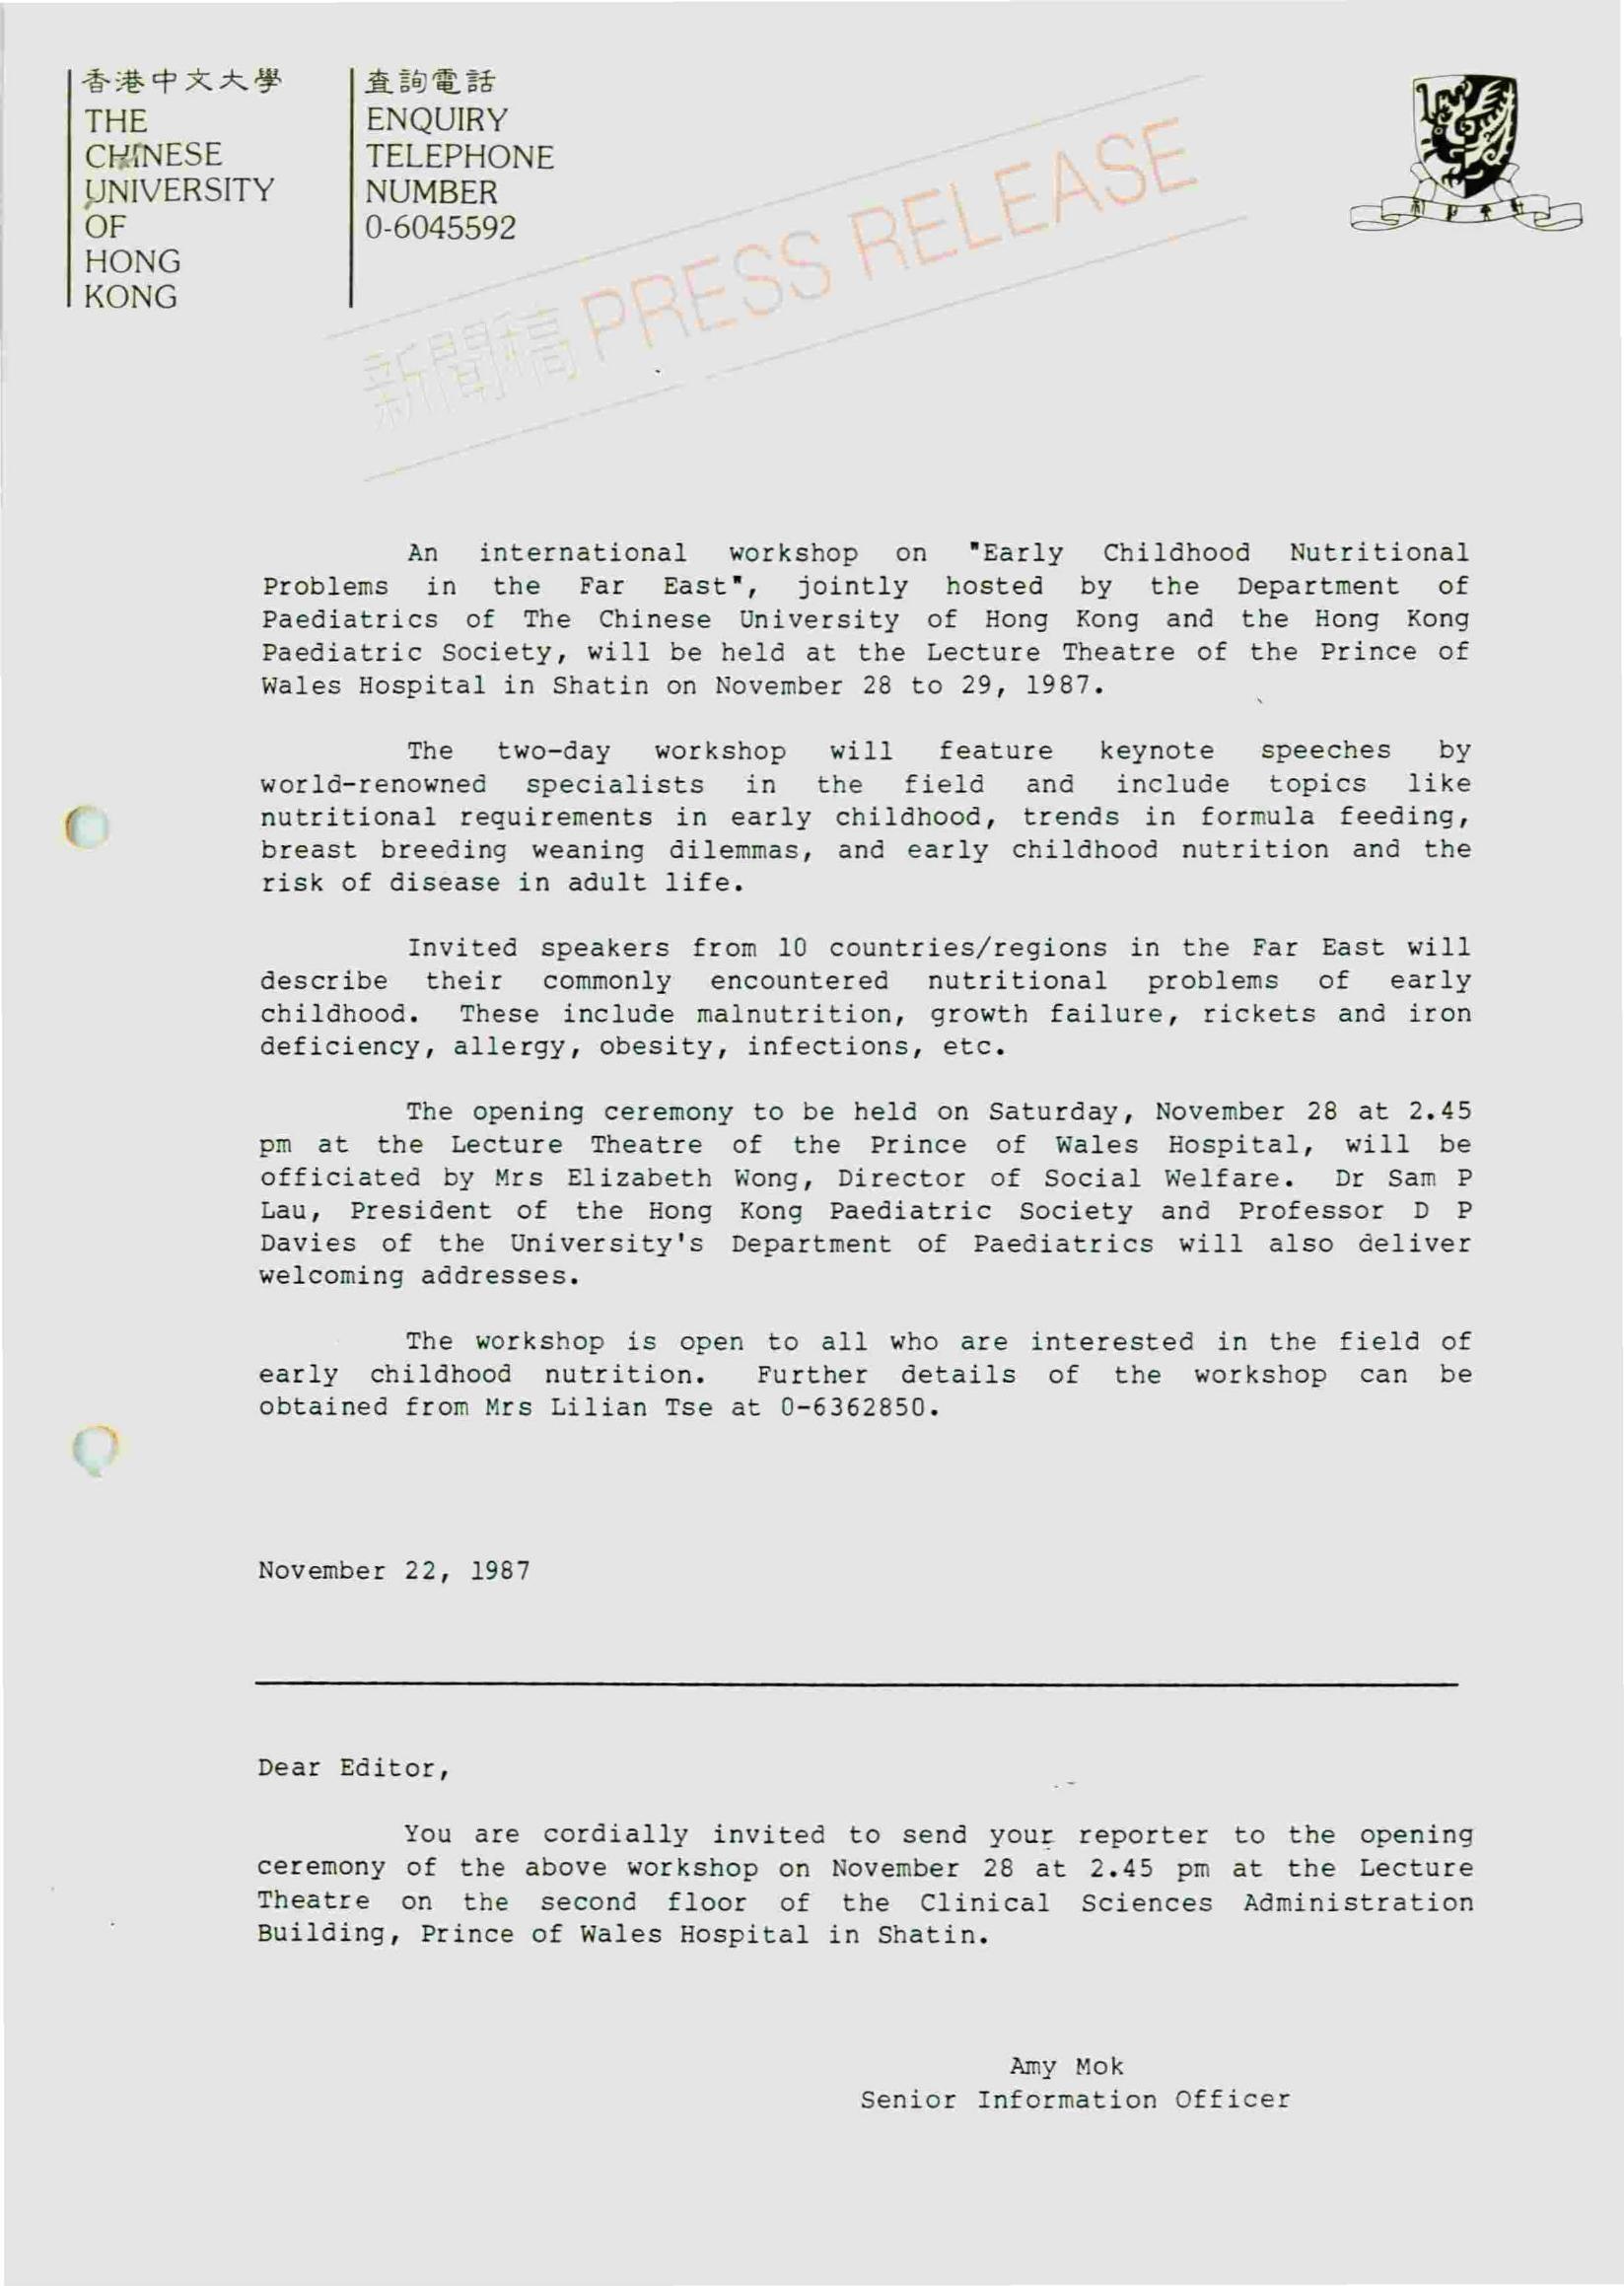 香港中文大學
THE
CHINESE
UNIVERSITY
OF
HONG
KONG
查詢電話
ENQUIRY
TELEPHONE
NUMBER
0-6045592
新聞稿 PRESS RELEASE
An international workshop on "Early Childhood Nutritional
Problems in the Far East", jointly hosted by the Department of
Paediatrics of The Chinese University of Hong Kong and the Hong Kong
Paediatric Society, will be held at the Lecture Theatre of the Prince of
Wales Hospital in Shatin on November 28 to 29, 1987.
The two-day workshop will feature keynote speeches by
world-renowned specialists in the field and include topics like
nutritional requirements in early childhood, trends in formula feeding,
breast breeding weaning dilemmas, and early childhood nutrition and the
risk of disease in adult life.
Invited speakers from 10 countries/regions in the Far East will
describe their commonly encountered nutritional problems of early
childhood. These include malnutrition, growth failure, rickets and iron
deficiency, allergy, obesity, infections, etc.
The opening ceremony to be held on Saturday, November 28 at 2.45
pm at the Lecture Theatre of the Prince of Wales Hospital, will be
officiated by Mrs Elizabeth Wong, Director of Social Welfare. Dr Sam P
Lau, President of the Hong Kong Paediatric Society and Professor D P
Davies of the University's Department of Paediatrics will also deliver
welcoming addresses.
The workshop is open to all who are interested in the field of
early childhood nutrition. Further details of the workshop can be
obtained from Mrs Lilian Tse at 0-6362850.
November 22, 1987
Dear Editor,
You are cordially invited to send your reporter to the opening
ceremony of the above workshop on November 28 at 2.45 pm at the Lecture
Theatre on the second floor of the Clinical Sciences Administration
Building, Prince of Wales Hospital in Shatin.
Amy Mok
Senior Information Officer